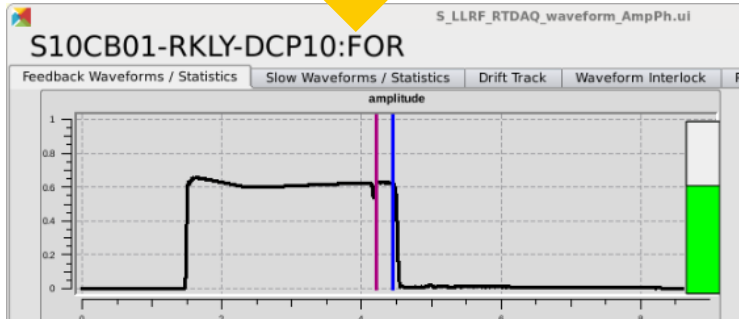 S_LLRF_RTDAQ_waveform_AmpPh.ui
S10CB01-RKLY-DCP10:FOR
Feedback Waveforms / Statistics Slow Waveforms / Statistics Drift Track Waveform Interlock
amplitude
1
0.8
0.6
0.4
0.2
0